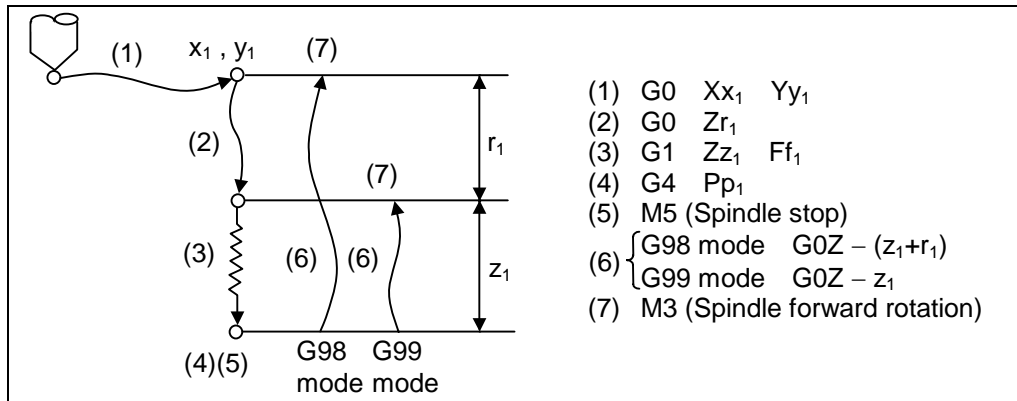 (1)
x1 , y1
(7)
(2)
r1
(7)
(3)
(6)
(6)
z1
(4)(5)
G98 mode
G99 mode
(1) G0 Xx1 Yy1
(2) G0 Zr1
(3) G1 Zz1 Ff1
(4) G4 Pp1
(5) M5 (Spindle stop)
(6) G98 mode G0Z – (z1+r1)
G99 mode G0Z – z1
(7) M3 (Spindle forward rotation)